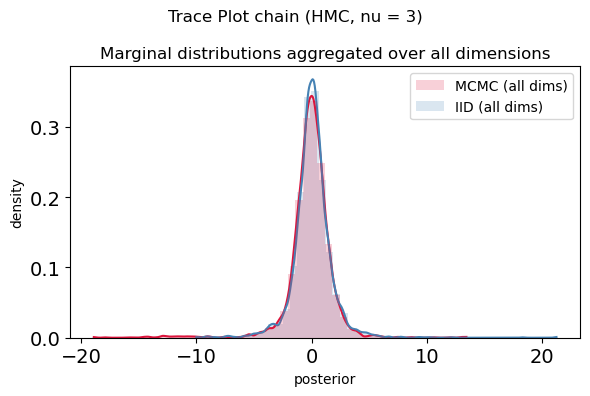 Trace Plot chain (HMC, nu = 3)
Marginal distributions aggregated over all dimensions
MCMC (all dims)
IID (all dims)
density
0.3
0.2
0.1
0.0
−20
−10
0
10
20
posterior